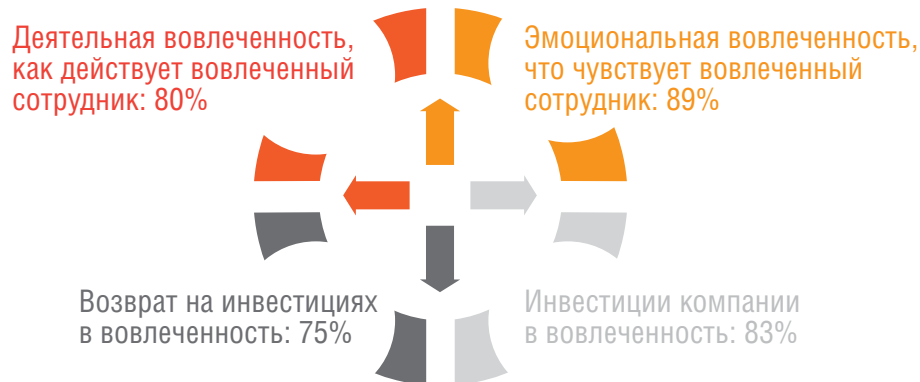 Деятельная вовлеченность,
как действует вовлеченный
сотрудник: 80%
Эмоциональная вовлеченность,
что чувствует вовлеченный
сотрудник: 89%
Возврат на инвестициях
в вовлеченность: 75%
Инвестиции компании
в вовлеченность: 83%